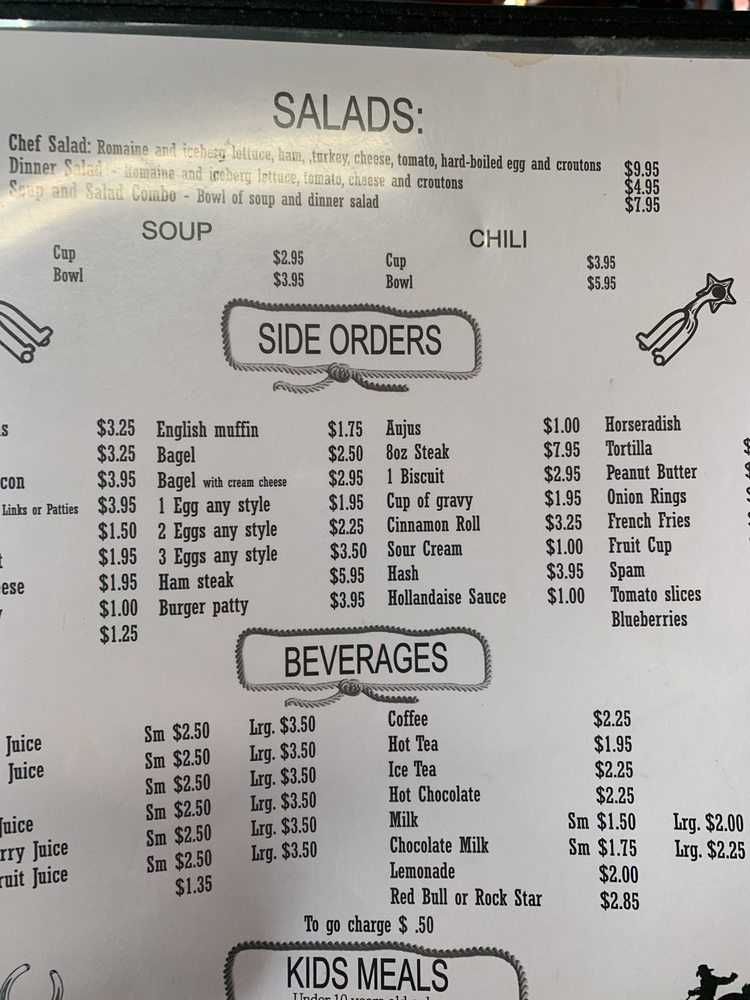 SALADS:
Chef Salad: Romaine and iceberg lettuce, ham, ,turkey, cheese, tomato, hard-boiled egg and croutons $9.95
Dinner Salad - Romaine and iceberg lettuce, tomato, cheese and croutons $4.95
Soup and Salad Combo - Bowl of soup and dinner salad $7.95
SOUP CHILI
Cup $2.95 Cup $3.95
Bowl $3.95 Bowl $5.95
SIDE ORDERS
s $3.25 English muffin $1.75 Aujus $1.00 Horseradish
$3.25 Bagel $2.50 8oz Steak $7.95 Tortilla $
con $3.95 Bagel with cream cheese $2.95 1 Biscuit $2.95 Peanut Butter $
Links or Patties $3.95 1 Egg any style $1.95 Cup of gravy $1.95 Onion Rings $
$1.50 2 Eggs any style $2.25 Cinnamon Roll $3.25 French Fries $
t $1.95 3 Eggs any style $3.50 Sour Cream $1.00 Fruit Cup $
ese $1.95 Ham steak $5.95 Hash $3.95 Spam
y $1.00 Burger patty $3.95 Hollandaise Sauce $1.00 Tomato slices
$1.25 Blueberries
BEVERAGES
Juice Sm $2.50 Lrg. $3.50 Coffee $2.25
Juice Sm $2.50 Lrg. $3.50 Hot Tea $1.95
Sm $2.50 Lrg. $3.50 Ice Tea $2.25
Juice Sm $2.50 Lrg. $3.50 Hot Chocolate $2.25
rry Juice Sm $2.50 Lrg. $3.50 Milk Sm $1.50 Lrg. $2.00
ruit Juice Sm $2.50 Lrg. $3.50 Chocolate Milk Sm $1.75 Lrg. $2.25
$1.35 Lemonade $2.00
Red Bull or Rock Star $2.85
To go charge $ .50
KIDS MEALS
Under 10 years old